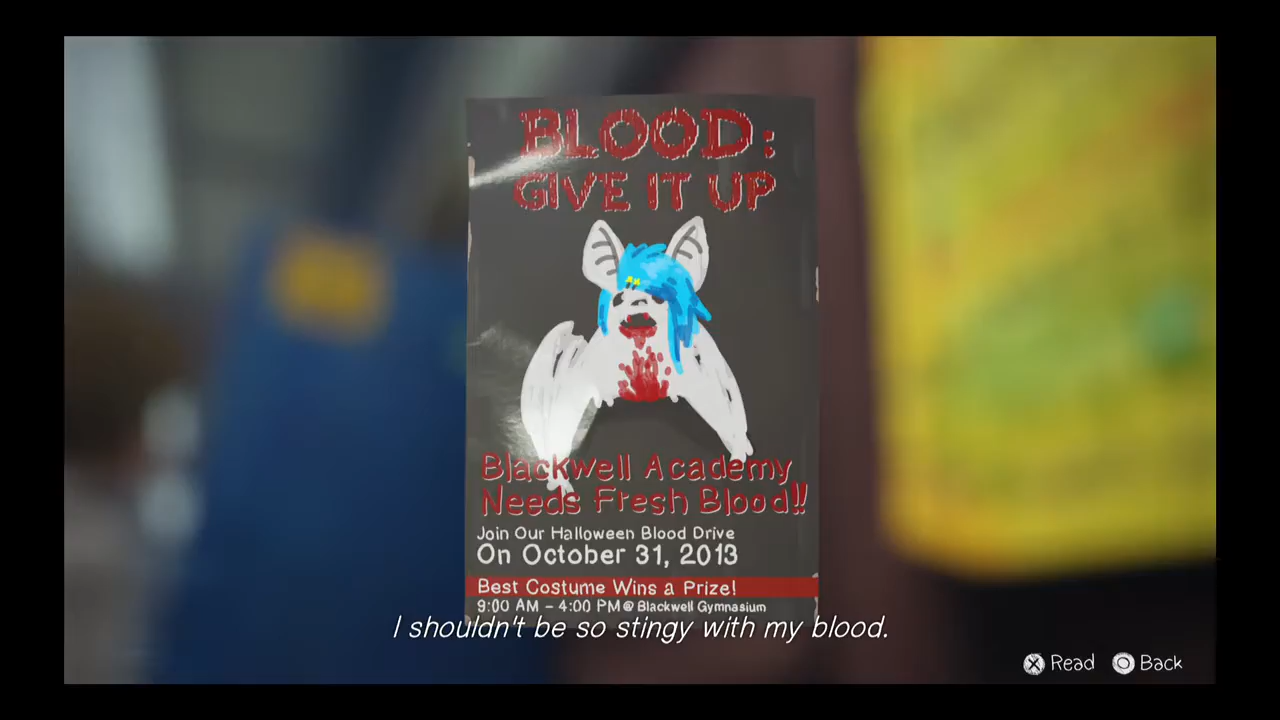 BLOOD:
GIVE IT UP
Blackwell Academy
Needs Fresh Blood!!
Join Our Halloween Blood Drive
On October 31, 2013
Best Costume Wins a Prize!
9:00 AM - 4:00 PM @ Blackwell Gymnasium
I shouldn't be so stingy with my blood.
Read Back